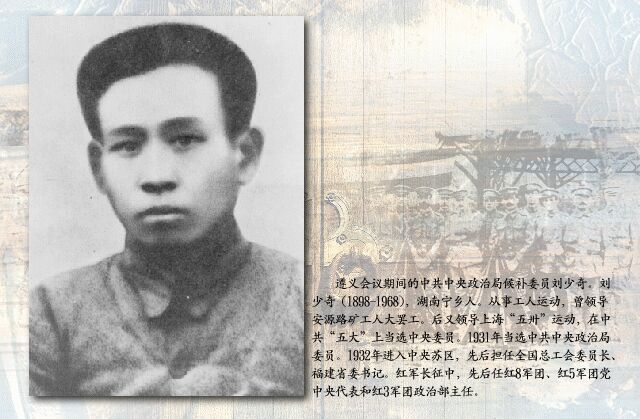 遵义会议期间的中共中央政治局候补委员刘少奇。刘
少奇（1898-1968），湖南宁乡人。从事工人运动，曾领导
安源路矿工人大罢工。后又领导上海“五卅”运动，在中
共“五大”上当选中央委员。1931年当选中共中央政治局
委员。1932年进入中央苏区，先后担任全国总工会委员长、
福建省委书记。红军长征中，先后任红8军团、红5军团党
中央代表和红3军团政治部主任。